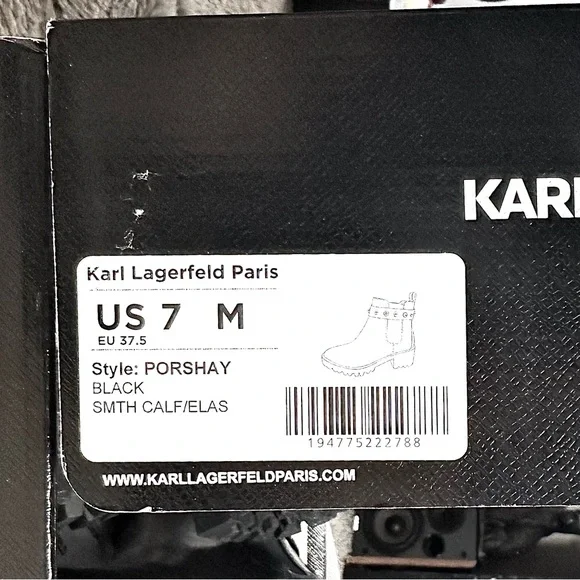 KARL
Karl Lagerfeld Paris
US 7 M
EU 37.5
Style: PORSHAY
BLACK
SMTH CALF/ELAS
194775222788
WWW.KARLLAGERFELDPARIS.COM